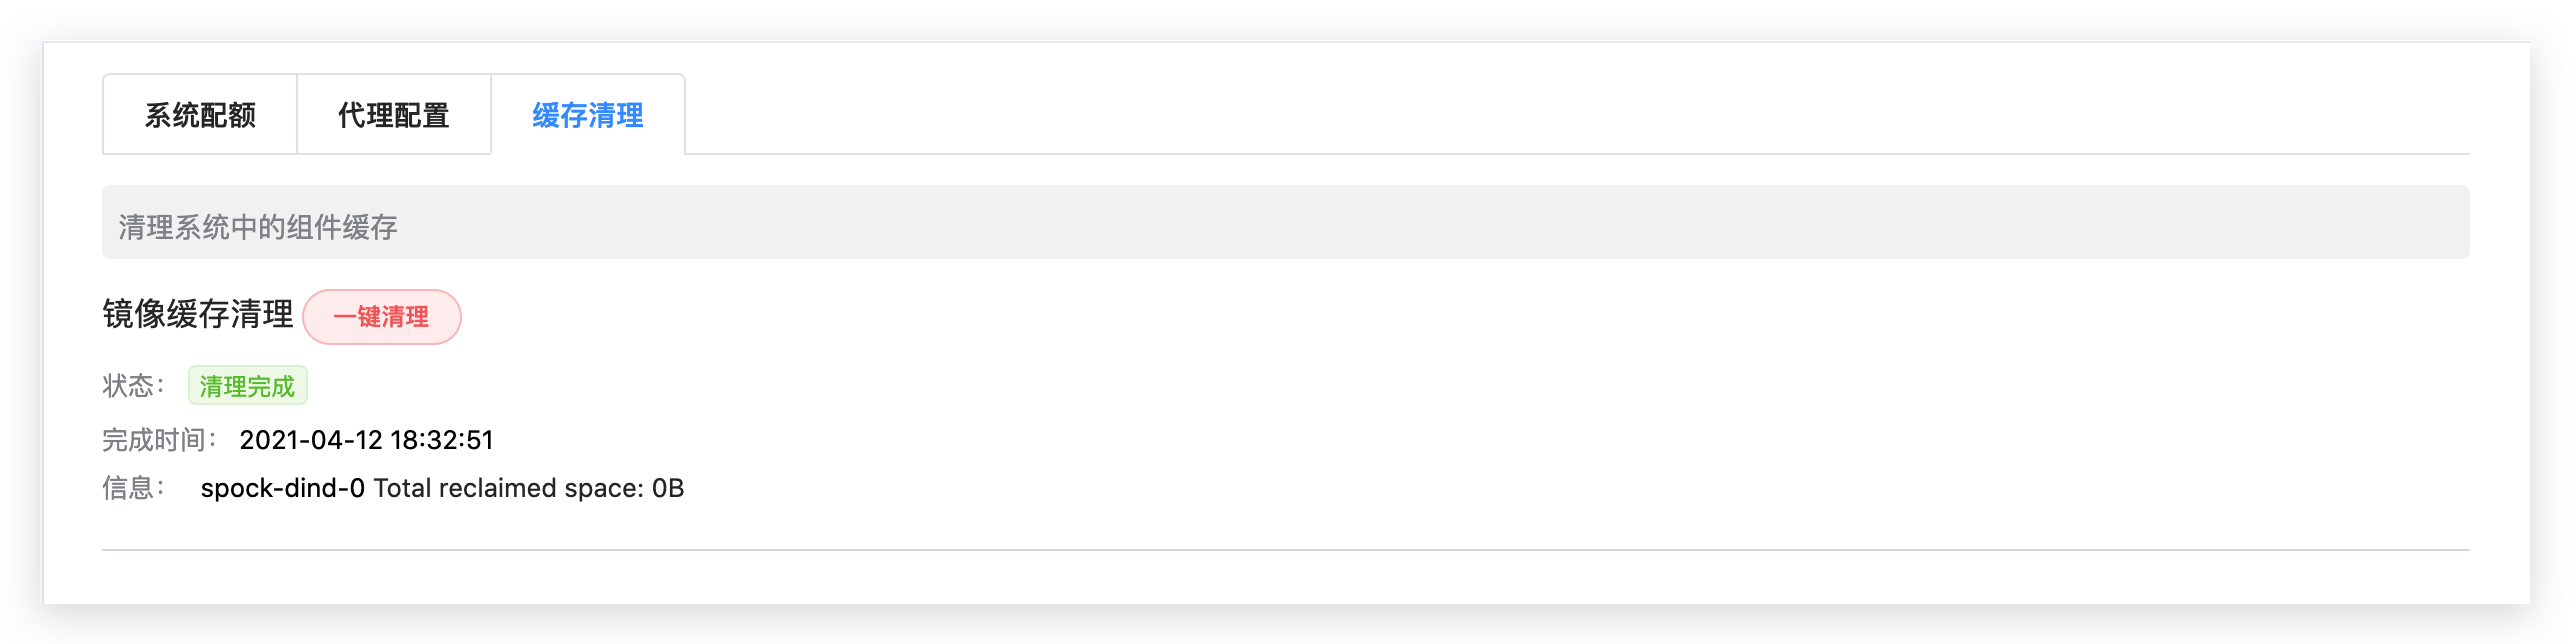 系统配额 代理配置 缓存清理
清理系统中的组件缓存
镜像缓存清理 一键清理
状态： 清理完成
完成时间： 2021-04-12 18:32:51
信息： spock-dind-0 Total reclaimed space: 0B